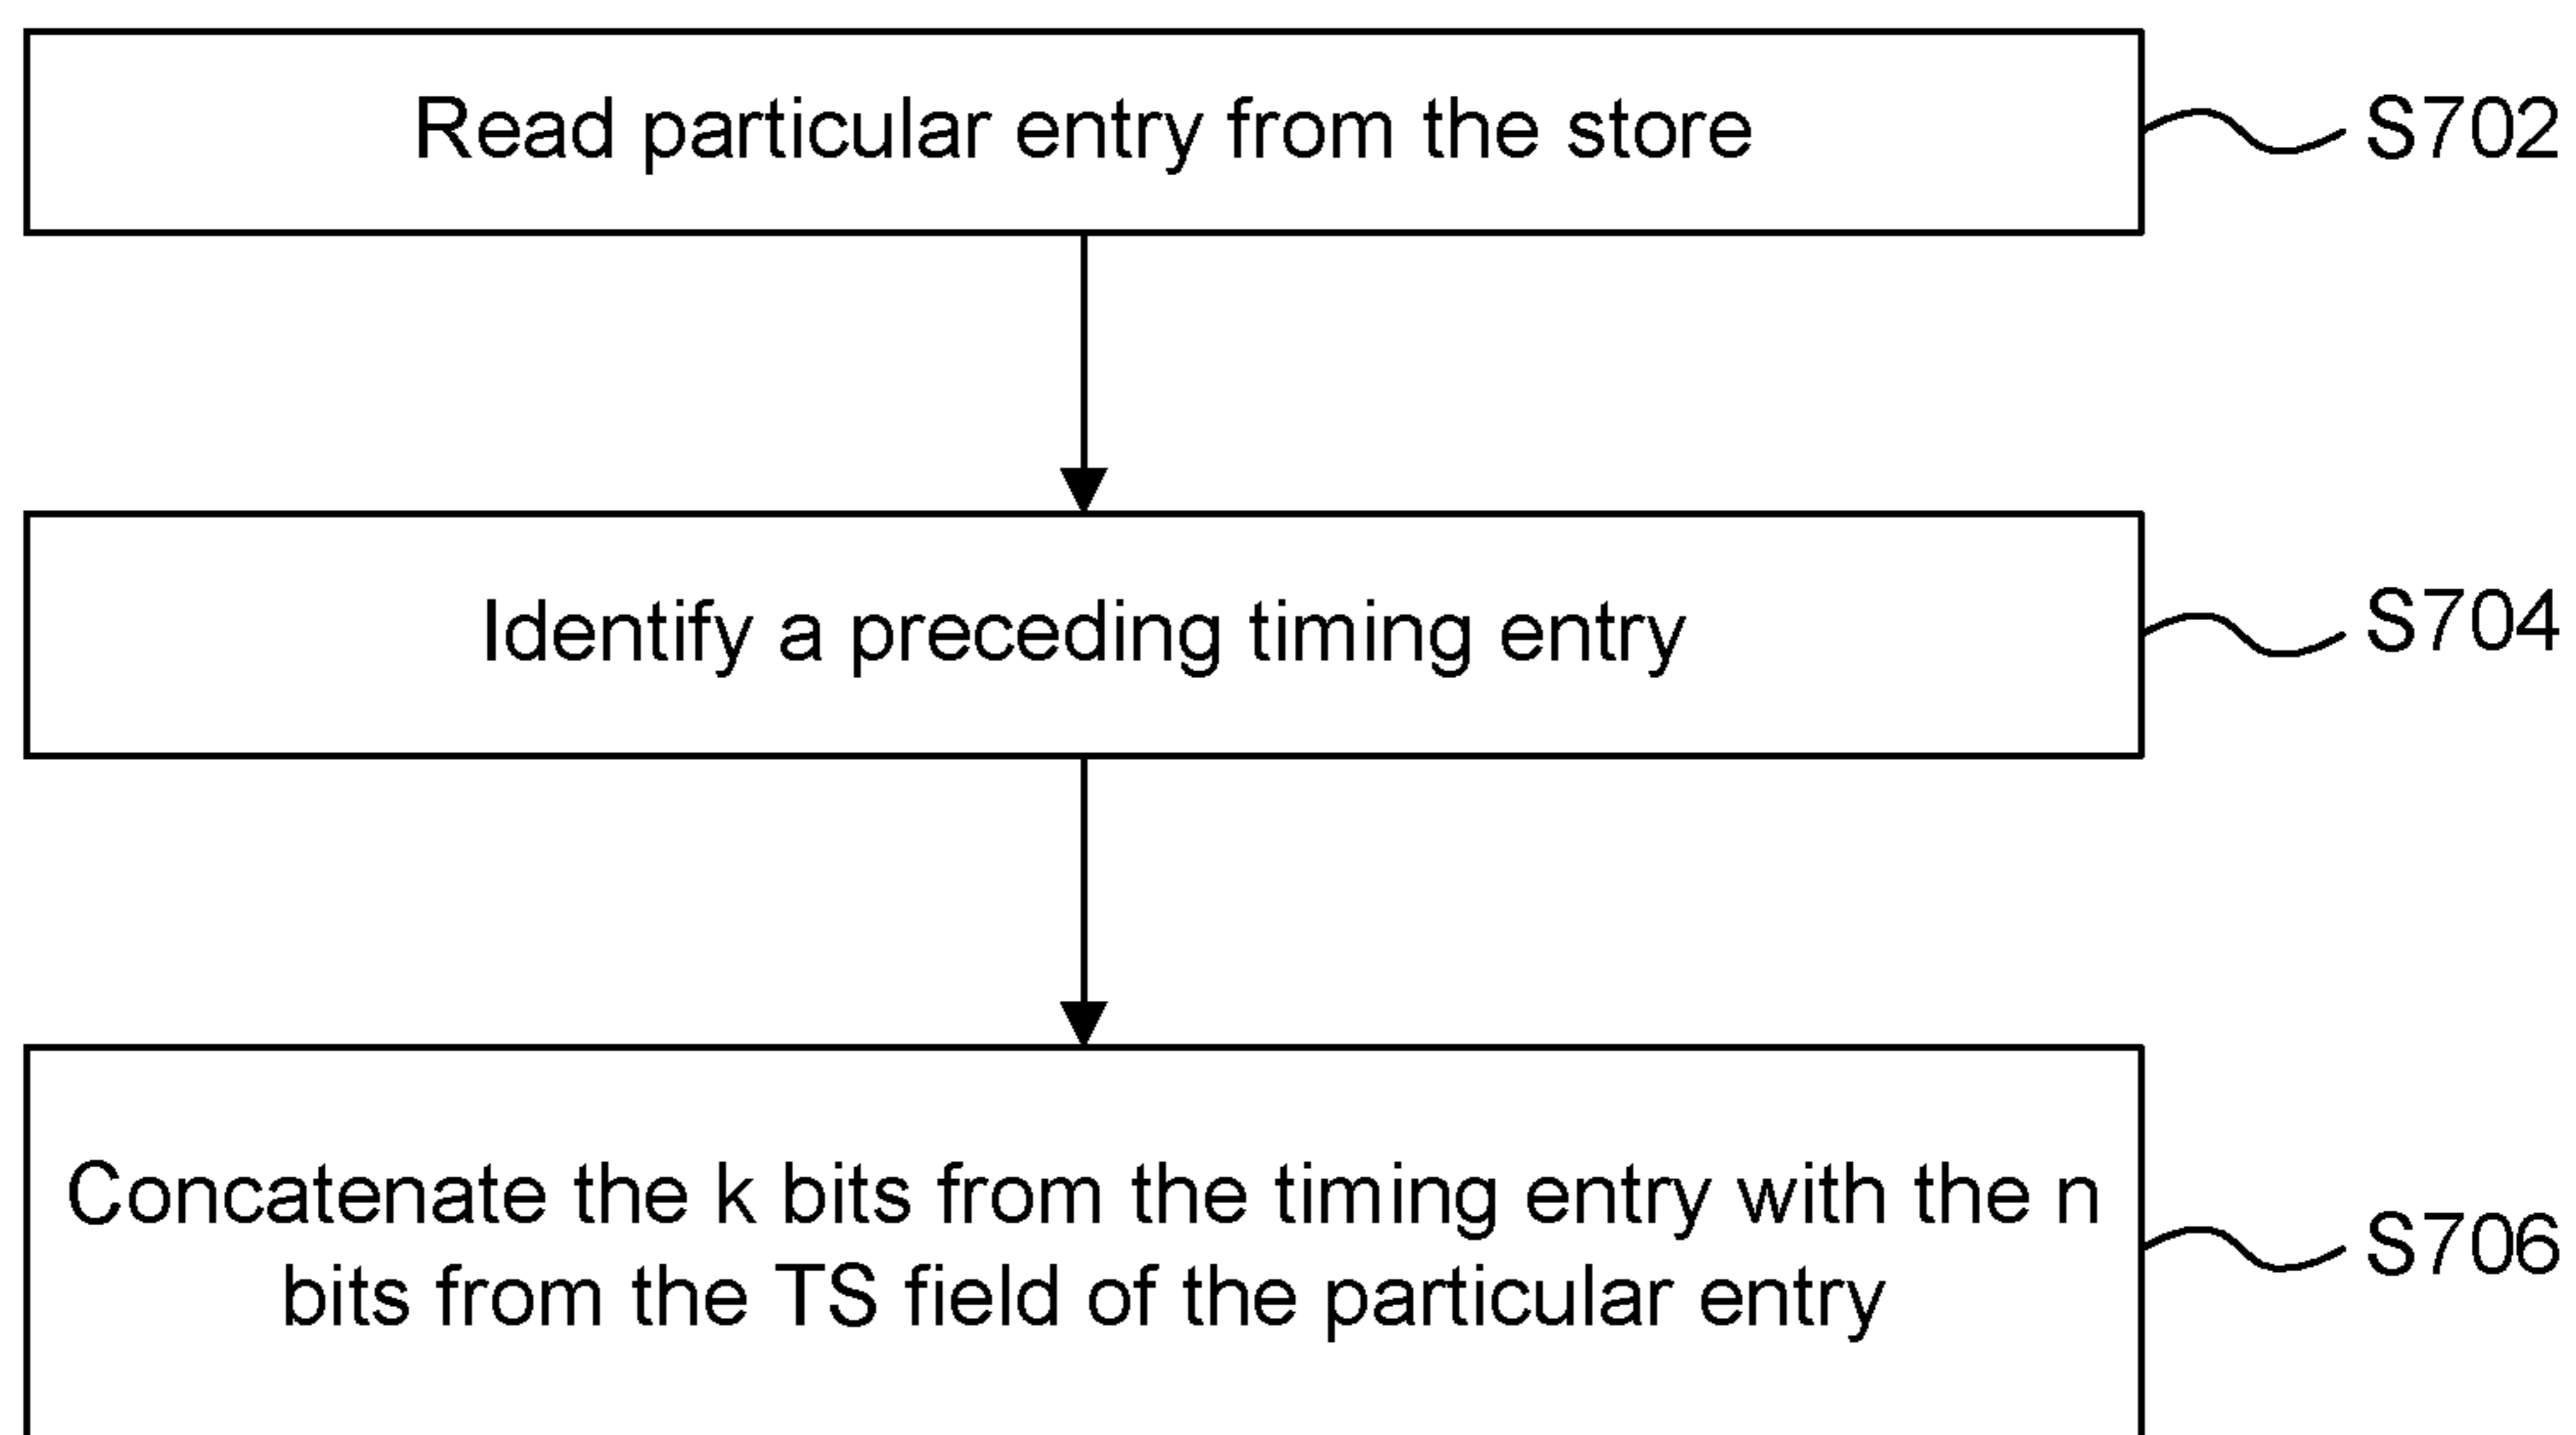 Read particular entry from the store
S702
Identify a preceding timing entry
S704
Concatenate the k bits from the timing entry with the n
bits from the TS field of the particular entry
S706